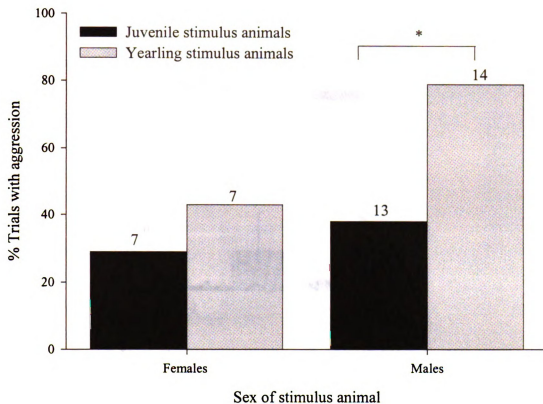 100
80
60
40
20
0
% Trials with aggression
Juvenile stimulus animals
Yearling stimulus animals
*
7
7
13
14
Females
Males
Sex of stimulus animal